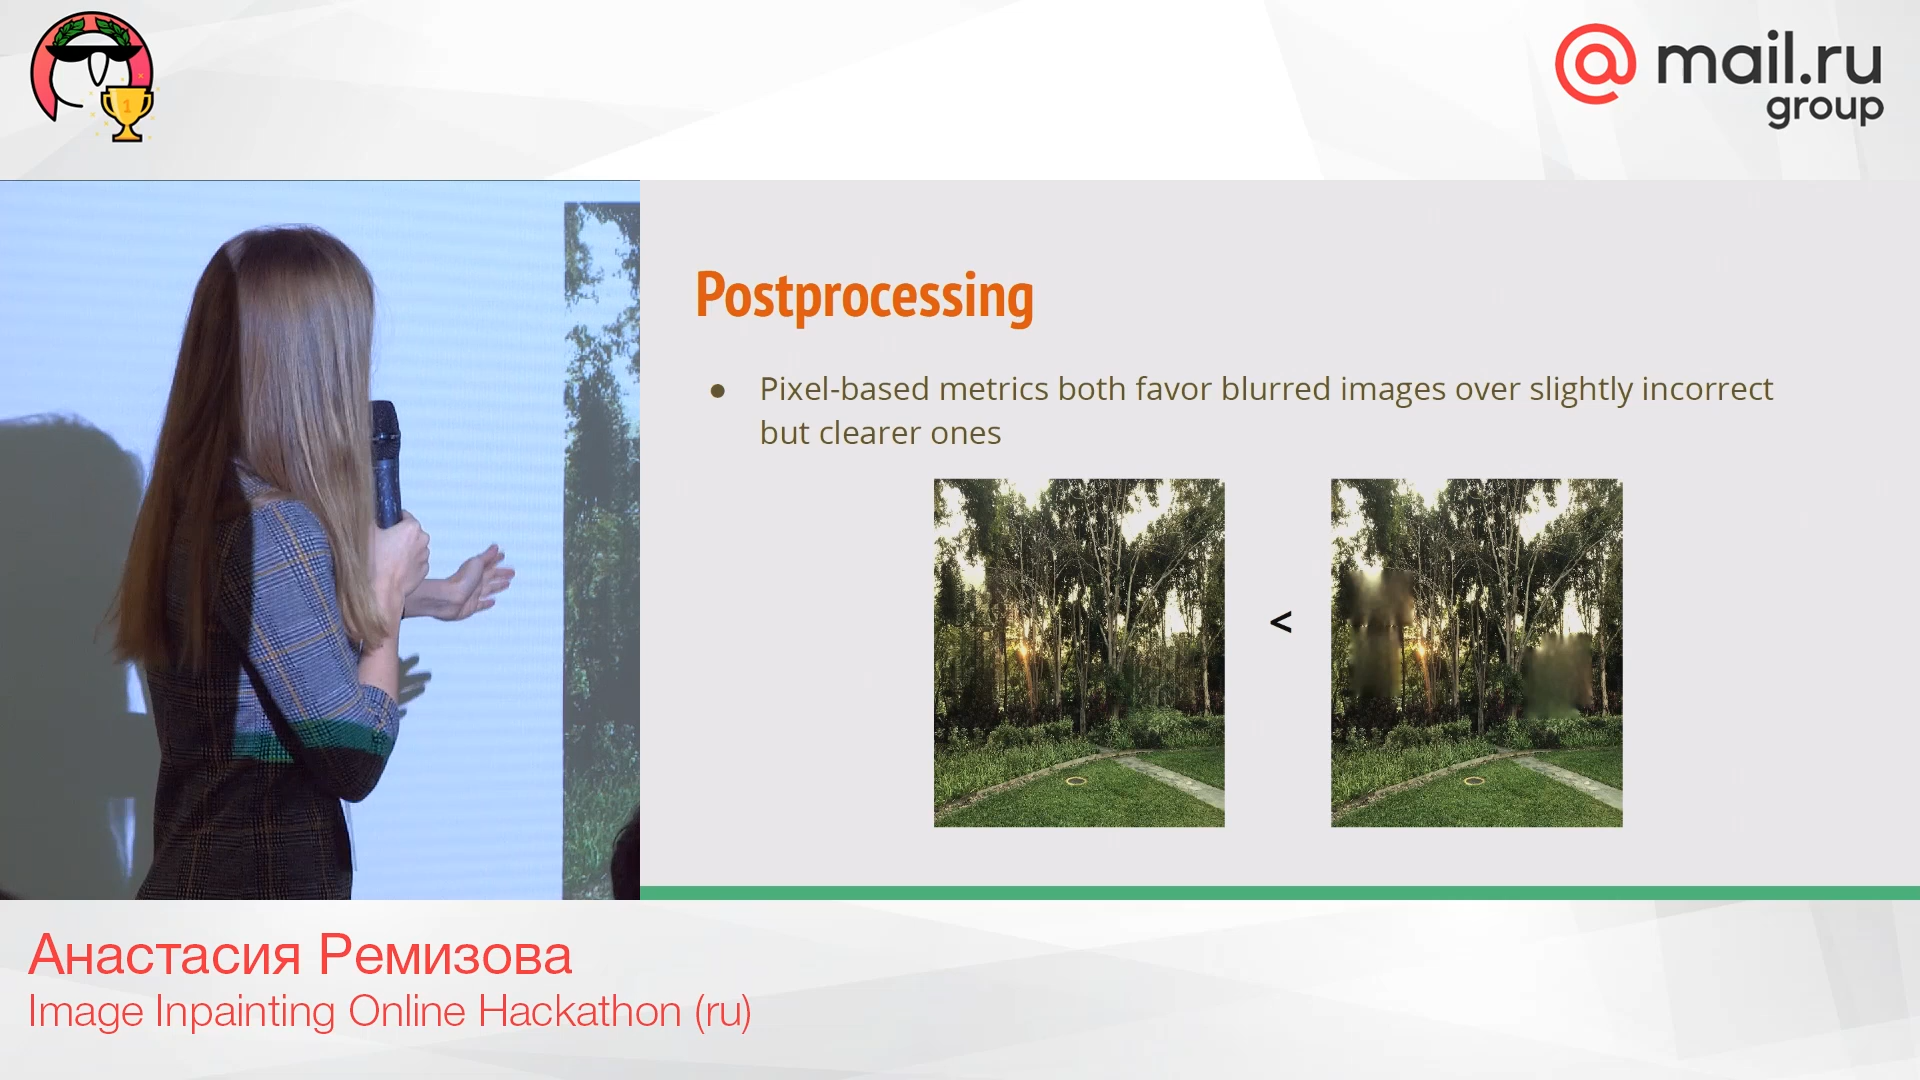 @mail.ru
group
1
Postprocessing
● Pixel-based metrics both favor blurred images over slightly incorrect
but clearer ones
<
Анастасия Ремизова
Image Inpainting Online Hackathon (ru)